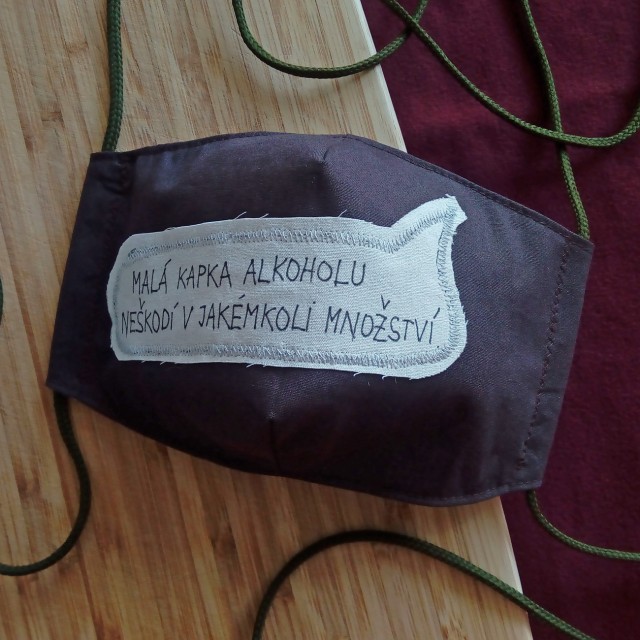 MALÁ KAPKA ALKOHOLU
NEŠKODÍ V JAKÉMKOLI MNOŽSTVÍ